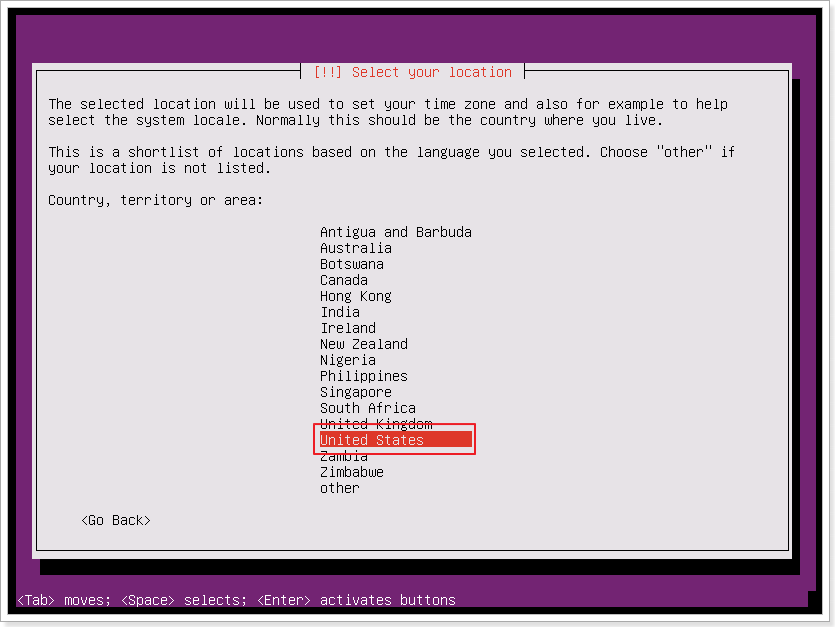 [!!] Select your location
The selected location will be used to set your time zone and also for example to help
select the system locale. Normally this should be the country where you live.
This is a shortlist of locations based on the language you selected. Choose "other" if
your location is not listed.
Country, territory or area:
Antigua and Barbuda
Australia
Botswana
Canada
Hong Kong
India
Ireland
New Zealand
Nigeria
Philippines
Singapore
South Africa
United Kingdom
United States
Zambia
Zimbabwe
other
<Go Back>
<Tab> moves; <Space> selects; <Enter> activates buttons